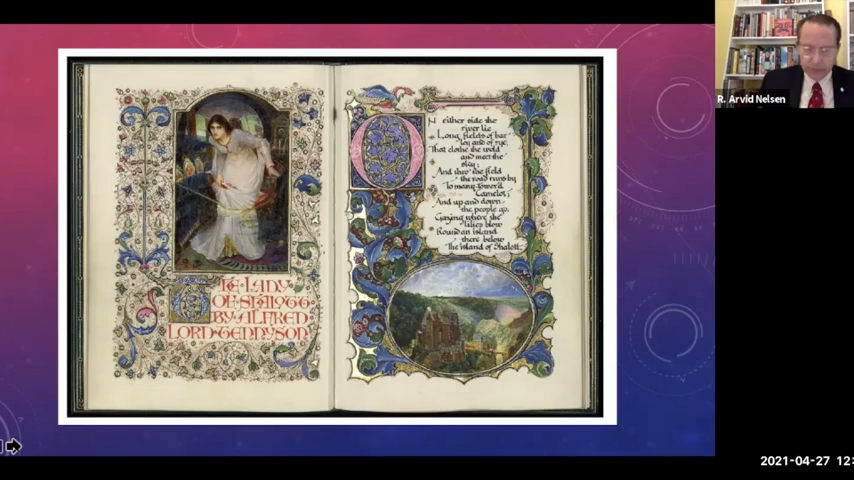 THE LADY
OF SHALOTT
BY ALFRED
LORD TENNYSON
N either side the
river lie
Long fields of bar
ley and of rye,
That clothe the wold
and meet the
sky;
And thro' the field
the road runs by
To many tower'd
Camelot;
And up and down
the people go,
Gazing where the
lilies blow
Round an island
there below
The island of Shalott.
R. Arvid Nelsen
2021-04-27 12: